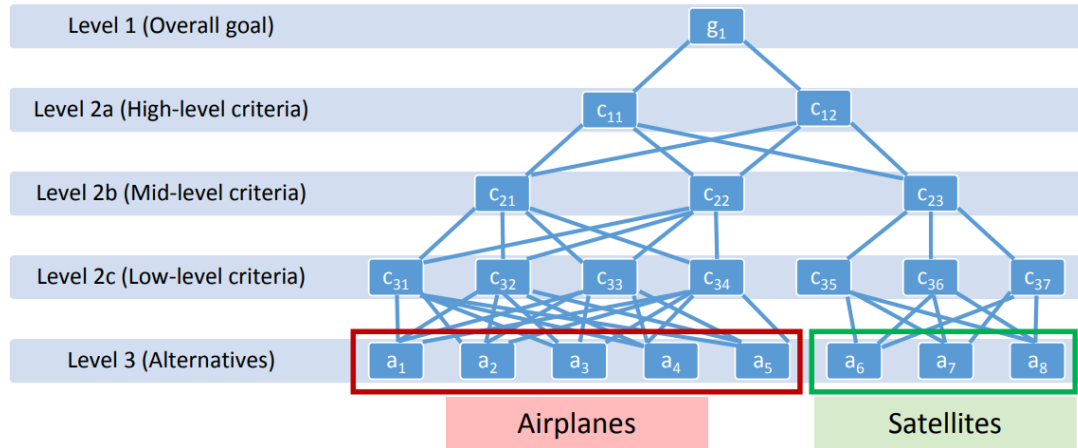 Level 1 (Overall goal)
g1
Level 2a (High-level criteria)
c11
c12
Level 2b (Mid-level criteria)
c21
c22
c23
Level 2c (Low-level criteria)
c31
c32
c33
c34
c35
c36
c37
Level 3 (Alternatives)
a1
a2
a3
a4
a5
a6
a7
a8
Airplanes
Satellites